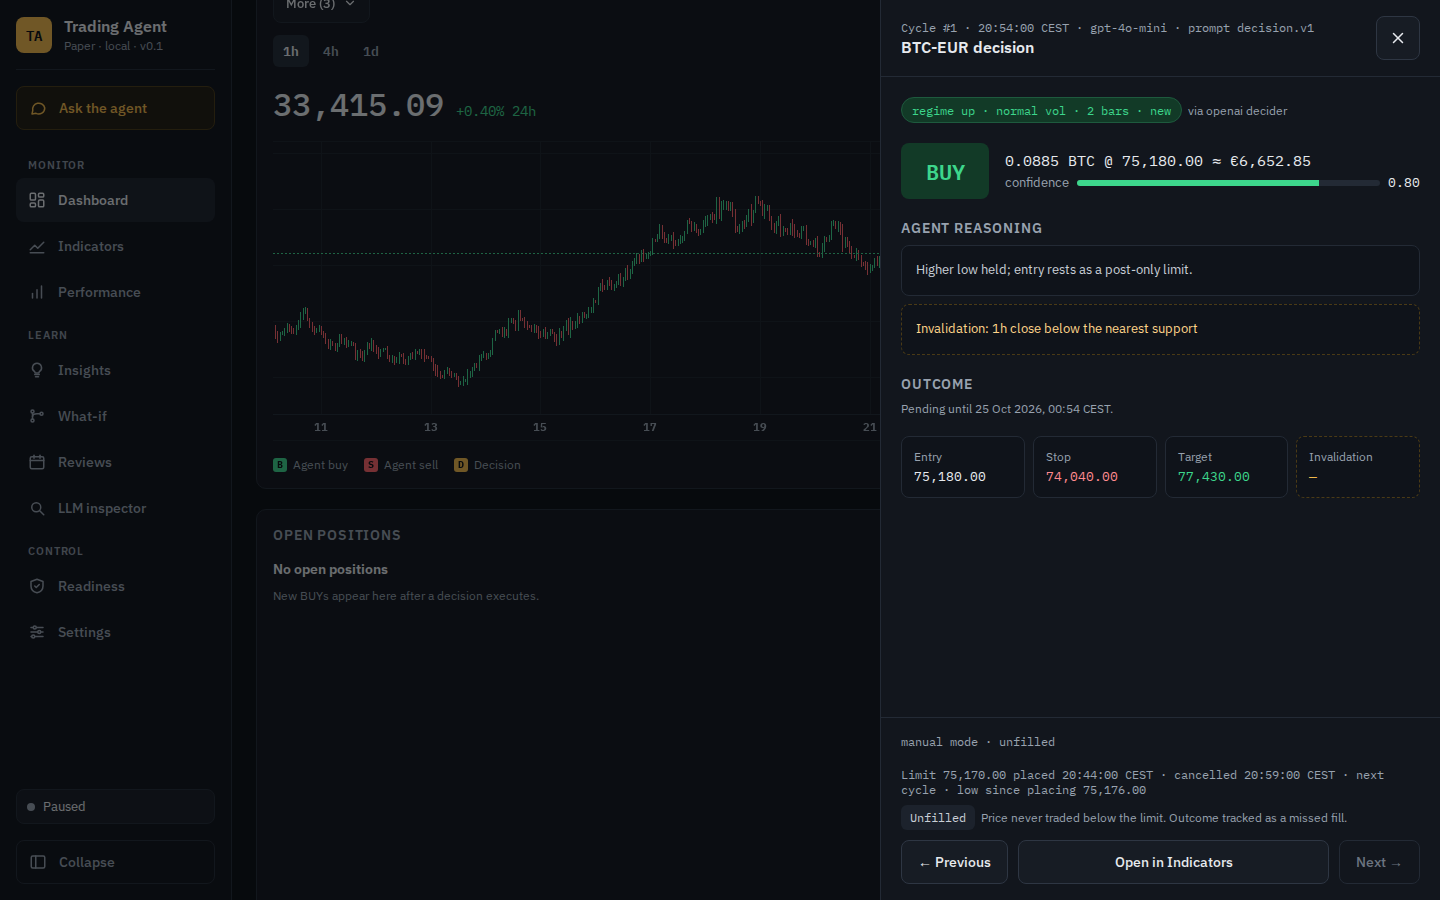 TA
Trading Agent
Paper · local · v0.1
Ask the agent
MONITOR
Dashboard
Indicators
Performance
LEARN
Insights
What-if
Reviews
LLM inspector
CONTROL
Readiness
Settings
Paused
Collapse
More (3)
1h 4h 1d
33,415.09 +0.40% 24h
11 13 15 17 19 21
B Agent buy S Agent sell D Decision
OPEN POSITIONS
No open positions
New BUYs appear here after a decision executes.
Cycle #1 · 20:54:00 CEST · gpt-4o-mini · prompt decision.v1
BTC-EUR decision
regime up · normal vol · 2 bars · new via openai decider
BUY
0.0885 BTC @ 75,180.00 ≈ €6,652.85
confidence 0.80
AGENT REASONING
Higher low held; entry rests as a post-only limit.
Invalidation: 1h close below the nearest support
OUTCOME
Pending until 25 Oct 2026, 00:54 CEST.
Entry Stop Target Invalidation
75,180.00 74,040.00 77,430.00 —
manual mode · unfilled
Limit 75,170.00 placed 20:44:00 CEST · cancelled 20:59:00 CEST · next
cycle · low since placing 75,176.00
Unfilled Price never traded below the limit. Outcome tracked as a missed fill.
← Previous Open in Indicators Next →